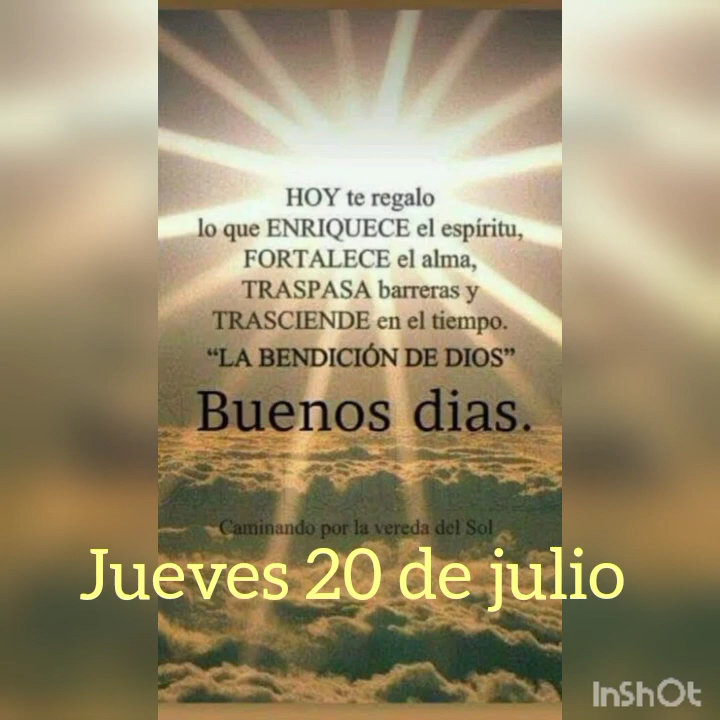 HOY te regalo
lo que ENRIQUECE el espíritu,
FORTALECE el alma,
TRASPASA barreras y
TRASCIENDE en el tiempo.
“LA BENDICIÓN DE DIOS”
Buenos dias.
Caminando por la vereda del Sol
Jueves 20 de julio
InShOt